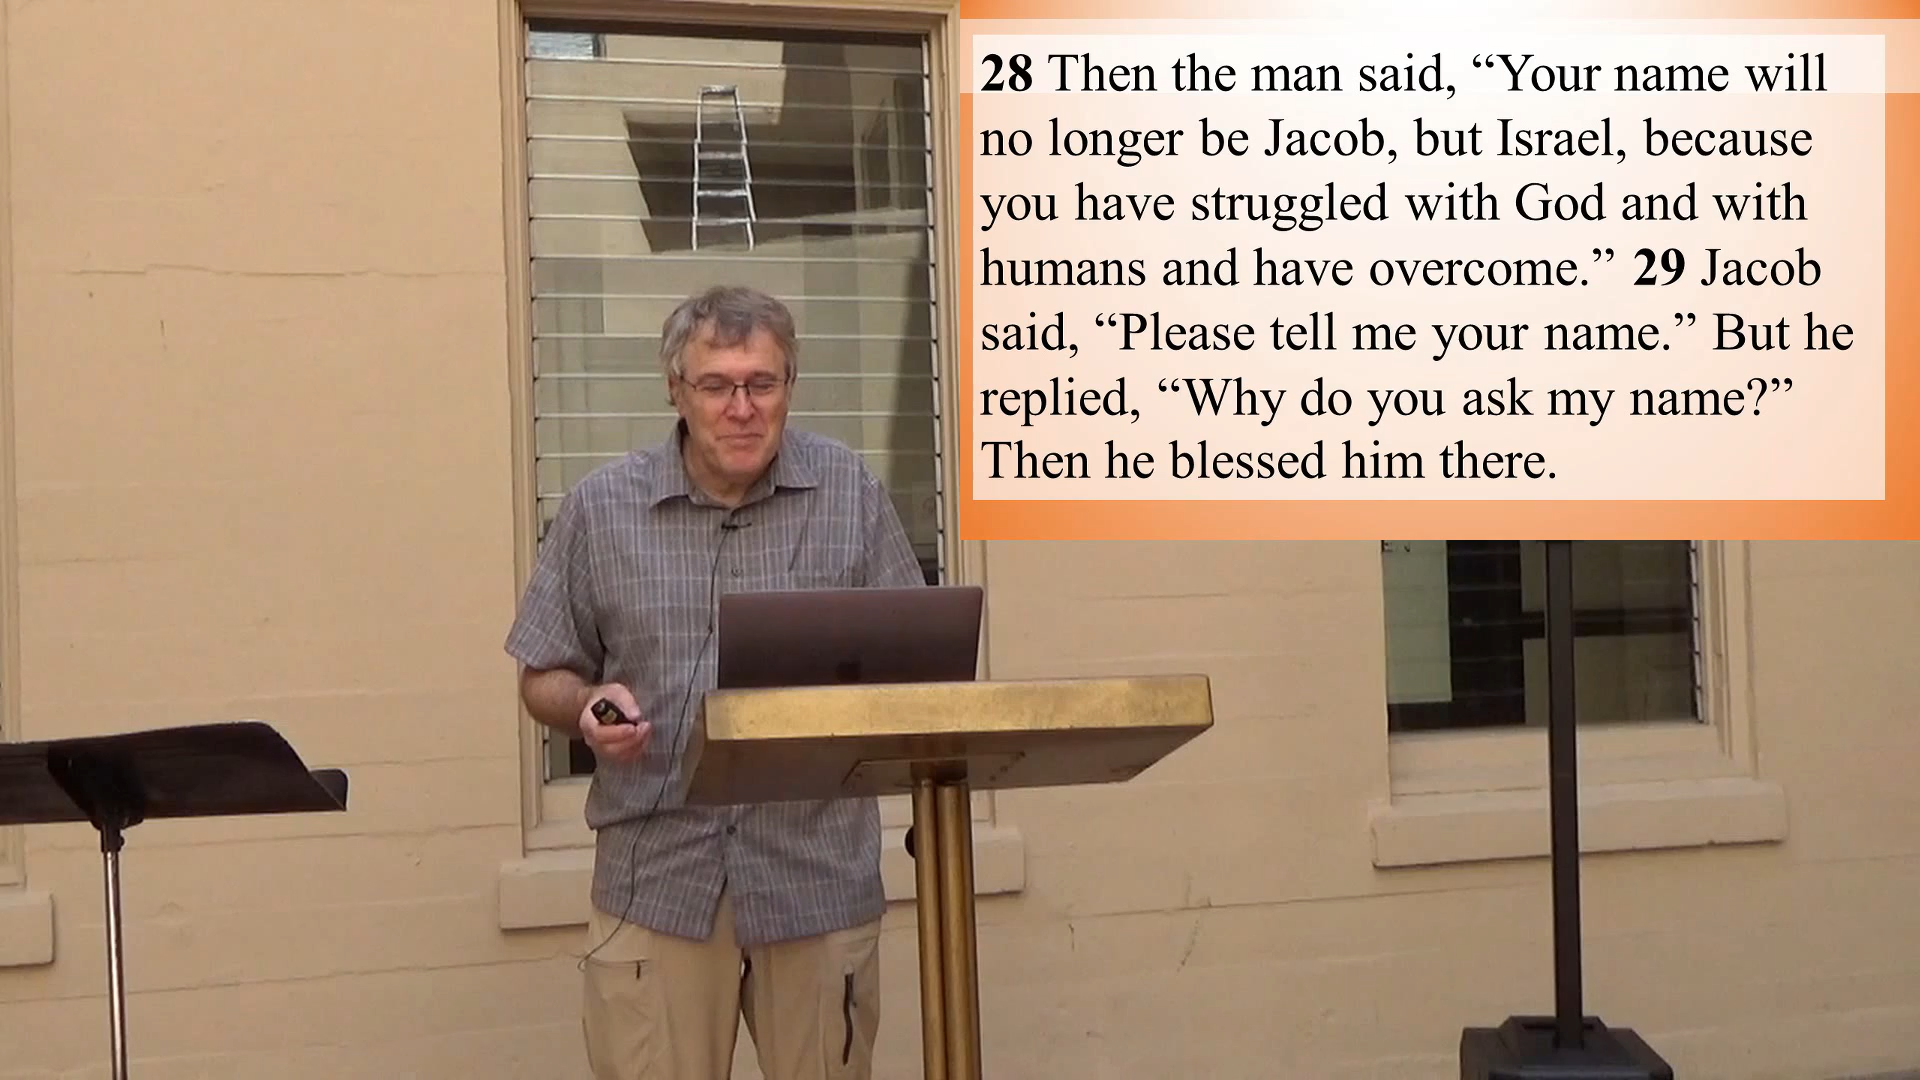 28 Then the man said, “Your name will
no longer be Jacob, but Israel, because
you have struggled with God and with
humans and have overcome.” 29 Jacob
said, “Please tell me your name.” But he
replied, “Why do you ask my name?”
Then he blessed him there.